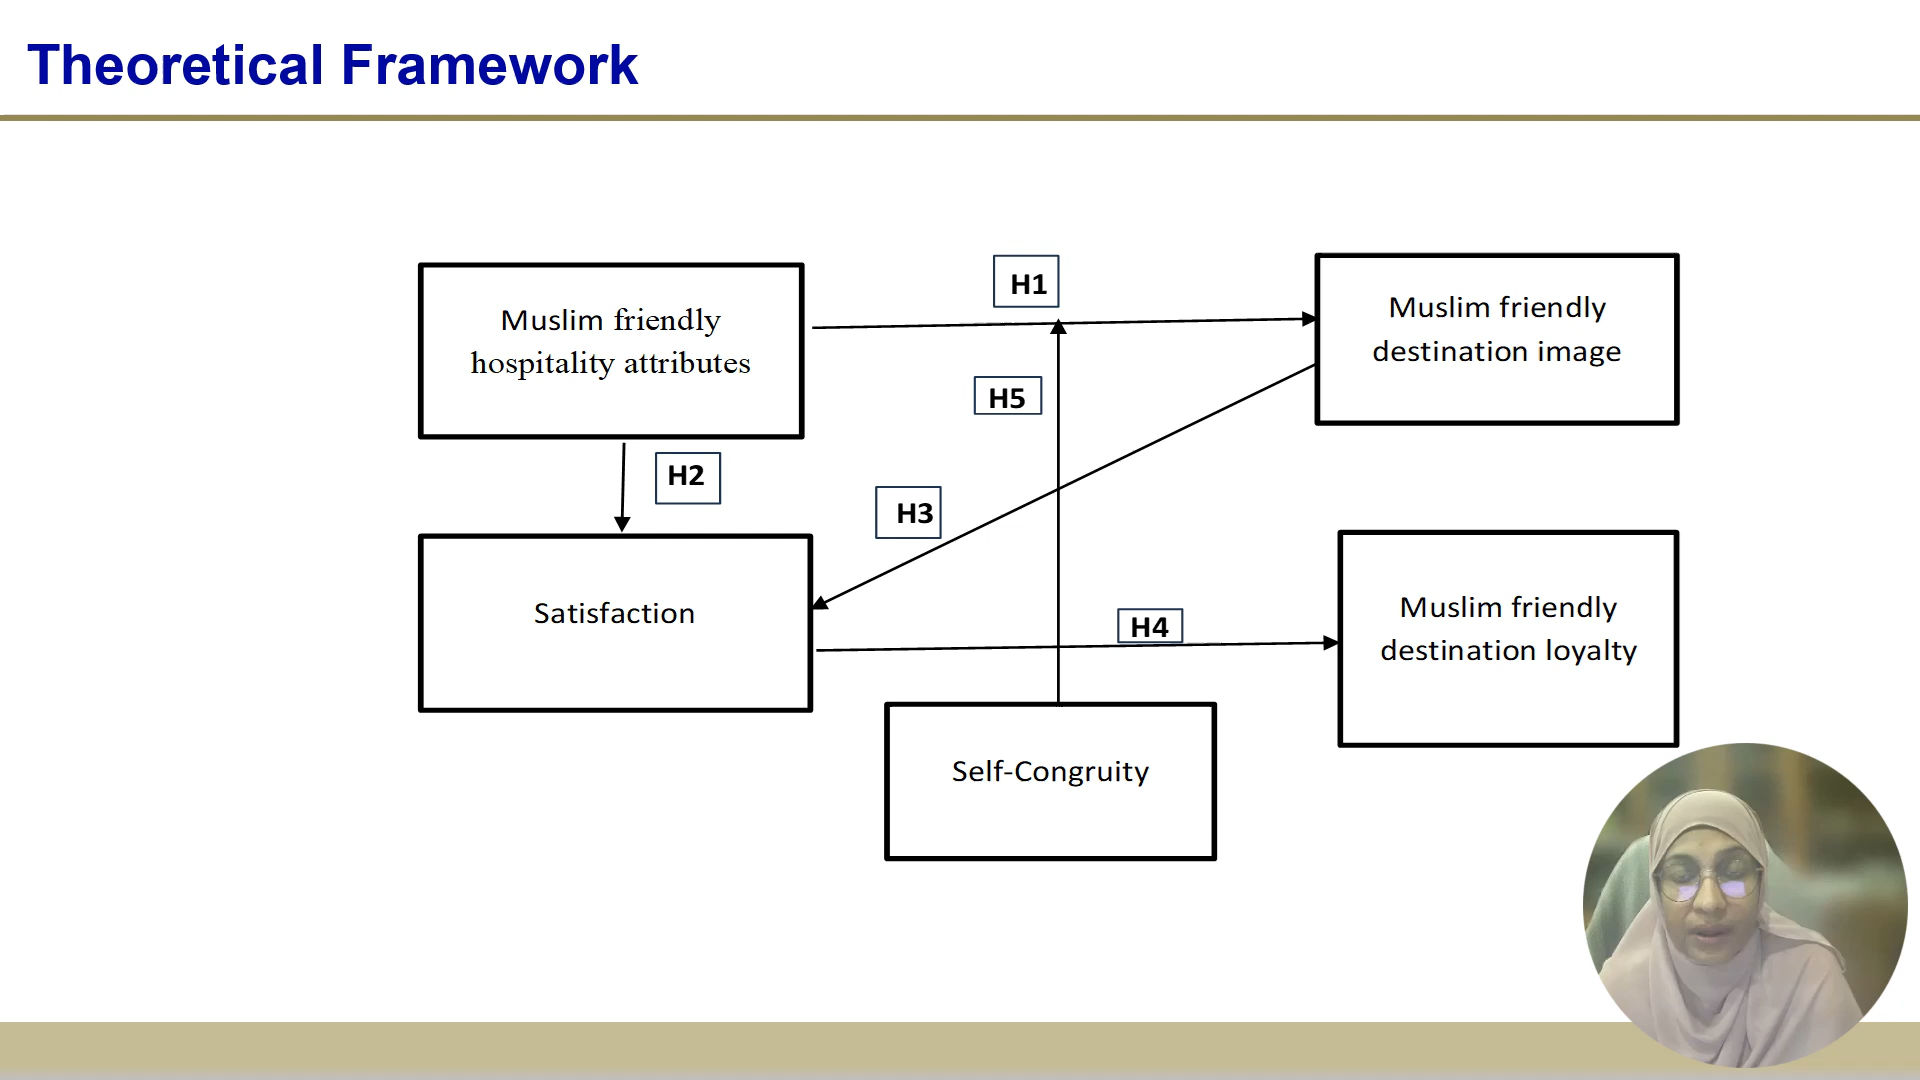 Theoretical Framework
H1
Muslim friendly
hospitality attributes
Muslim friendly
destination image
H5
H2
H3
Satisfaction
H4
Muslim friendly
destination loyalty
Self-Congruity